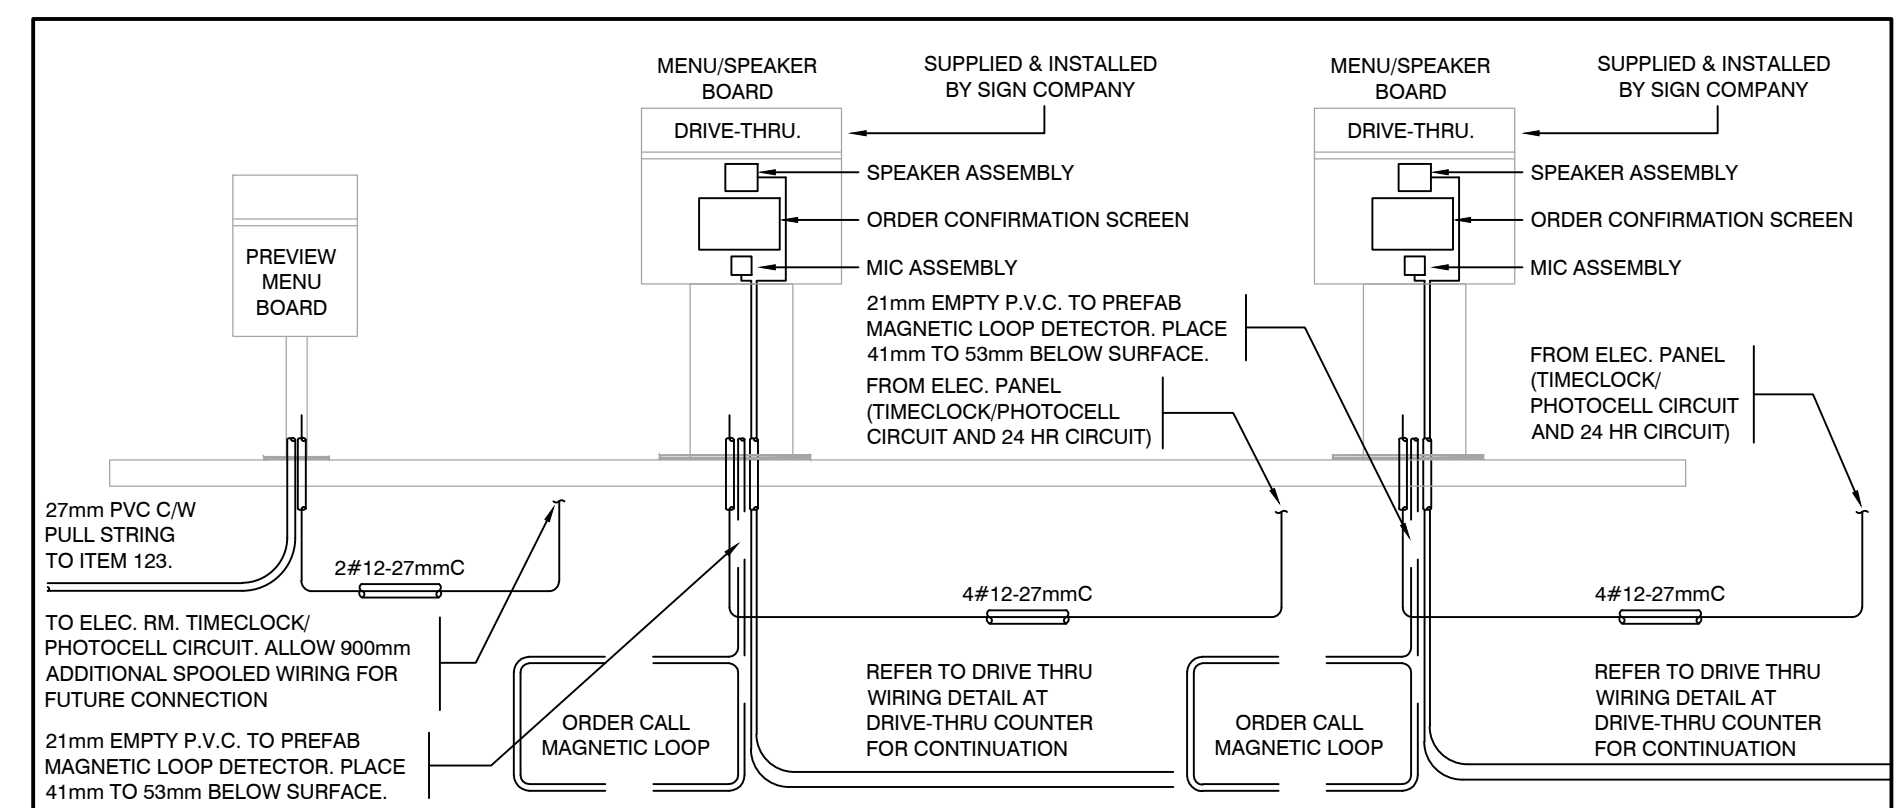 MENU/SPEAKER
BOARD
SUPPLIED & INSTALLED
BY SIGN COMPANY
DRIVE-THRU.
SPEAKER ASSEMBLY
ORDER CONFIRMATION SCREEN
MIC ASSEMBLY
MENU/SPEAKER
BOARD
SUPPLIED & INSTALLED
BY SIGN COMPANY
DRIVE-THRU.
SPEAKER ASSEMBLY
ORDER CONFIRMATION SCREEN
MIC ASSEMBLY
PREVIEW
MENU
BOARD
21mm EMPTY P.V.C. TO PREFAB
MAGNETIC LOOP DETECTOR. PLACE
41mm TO 53mm BELOW SURFACE.
FROM ELEC. PANEL
(TIMECLOCK/PHOTOCELL
CIRCUIT AND 24 HR CIRCUIT)
FROM ELEC. PANEL
(TIMECLOCK/
PHOTOCELL CIRCUIT
AND 24 HR CIRCUIT)
27mm PVC C/W
PULL STRING
TO ITEM 123.
2#12-27mmC
4#12-27mmC
4#12-27mmC
TO ELEC. RM. TIMECLOCK/
PHOTOCELL CIRCUIT. ALLOW 900mm
ADDITIONAL SPOOLED WIRING FOR
FUTURE CONNECTION
21mm EMPTY P.V.C. TO PREFAB
MAGNETIC LOOP DETECTOR. PLACE
41mm TO 53mm BELOW SURFACE.
ORDER CALL
MAGNETIC LOOP
REFER TO DRIVE THRU
WIRING DETAIL AT
DRIVE-THRU COUNTER
FOR CONTINUATION
ORDER CALL
MAGNETIC LOOP
REFER TO DRIVE THRU
WIRING DETAIL AT
DRIVE-THRU COUNTER
FOR CONTINUATION